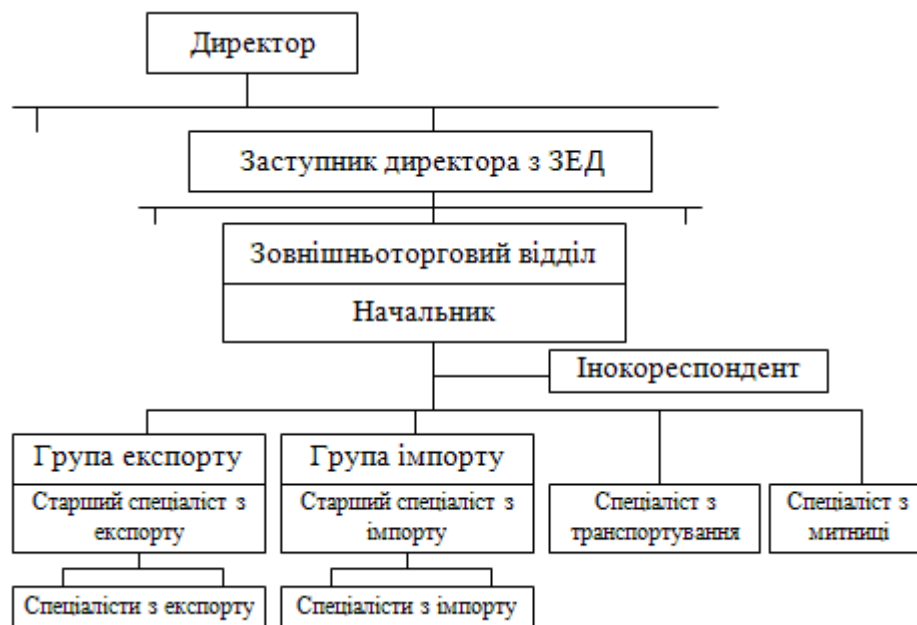 Директор
Заступник директора з ЗЕД
Зовнішньоторговий відділ
Начальник
Інокореспондент
Група експорту
Старший спеціаліст з
експорту
Спеціалісти з експорту
Група імпорту
Старший спеціаліст з
імпорту
Спеціалісти з імпорту
Спеціаліст з
транспортування
Спеціаліст з
митниці